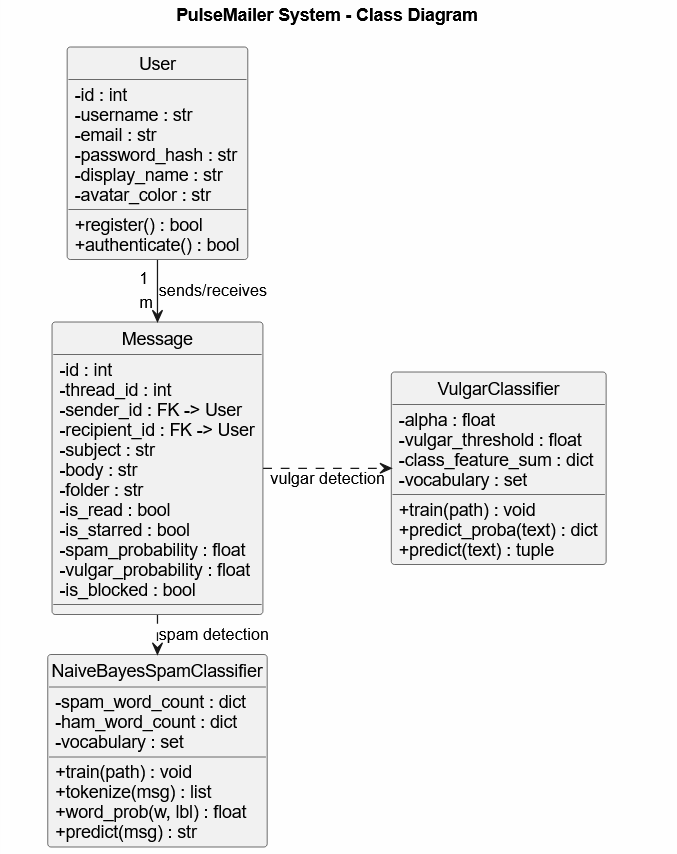 PulseMailer System - Class Diagram
User
-id : int
-username : str
-email : str
-password_hash : str
-display_name : str
-avatar_color : str
+register() : bool
+authenticate() : bool
1
sends/receives
m
Message
-id : int
-thread_id : int
-sender_id : FK -> User
-recipient_id : FK -> User
-subject : str
-body : str
-folder : str
-is_read : bool
-is_starred : bool
-spam_probability : float
-vulgar_probability : float
-is_blocked : bool
vulgar detection
VulgarClassifier
-alpha : float
-vulgar_threshold : float
-class_feature_sum : dict
-vocabulary : set
+train(path) : void
+predict_proba(text) : dict
+predict(text) : tuple
spam detection
NaiveBayesSpamClassifier
-spam_word_count : dict
-ham_word_count : dict
-vocabulary : set
+train(path) : void
+tokenize(msg) : list
+word_prob(w, lbl) : float
+predict(msg) : str